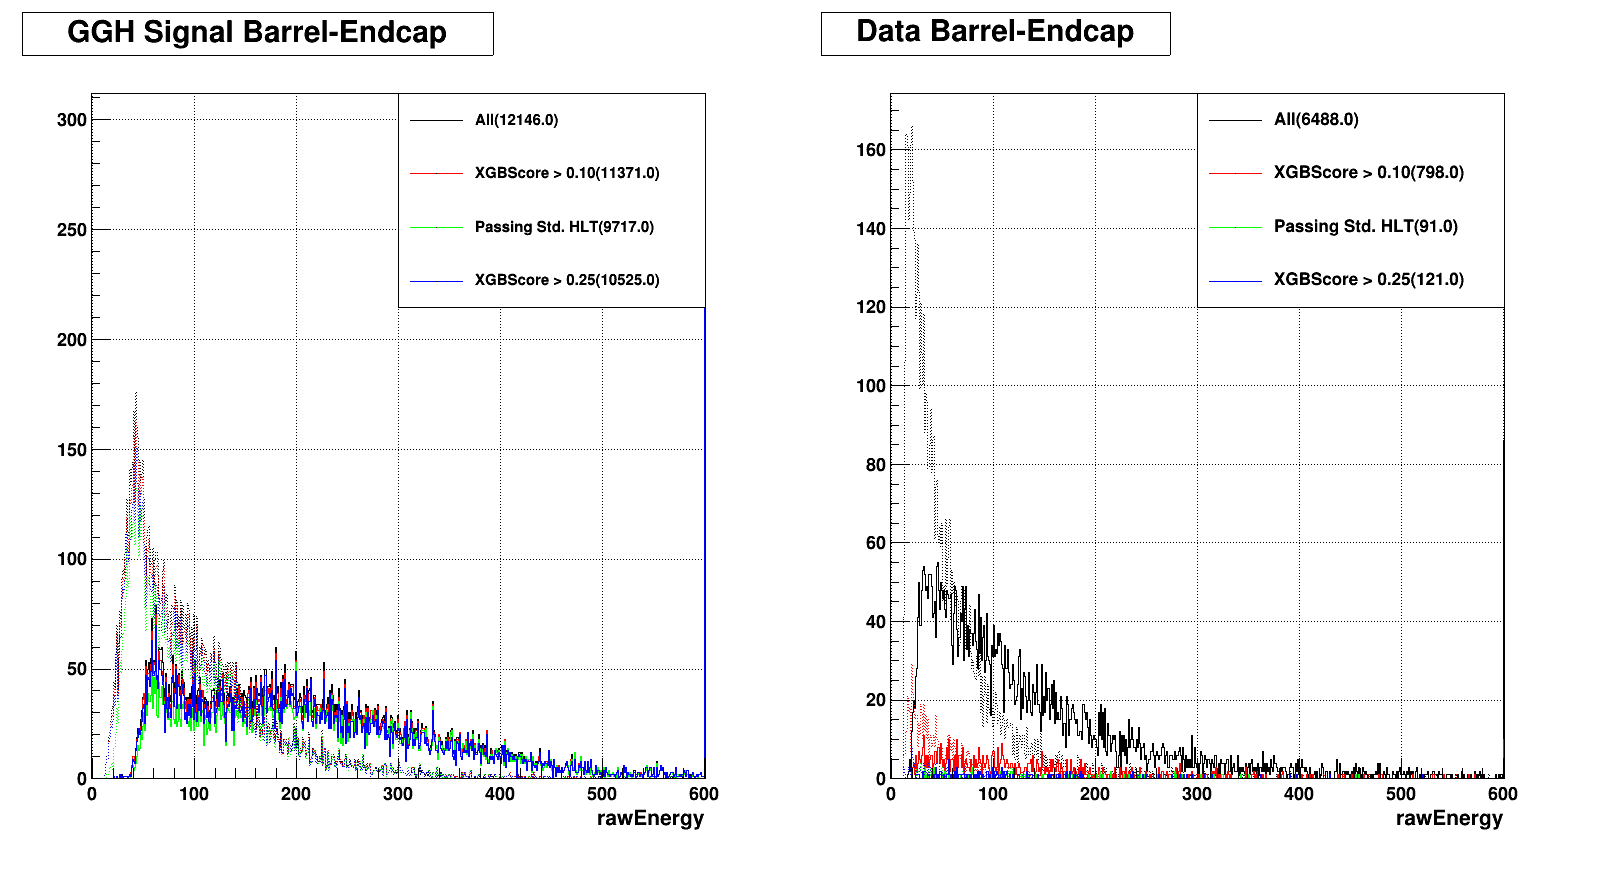 GGH Signal Barrel-Endcap
300
250
200
150
100
50
0
All(12146.0)
XGBScore > 0.10(11371.0)
Passing Std. HLT(9717.0)
XGBScore > 0.25(10525.0)
0 100 200 300 400 500 600
rawEnergy
Data Barrel-Endcap
160
140
120
100
80
60
40
20
0
All(6488.0)
XGBScore > 0.10(798.0)
Passing Std. HLT(91.0)
XGBScore > 0.25(121.0)
0 100 200 300 400 500 600
rawEnergy